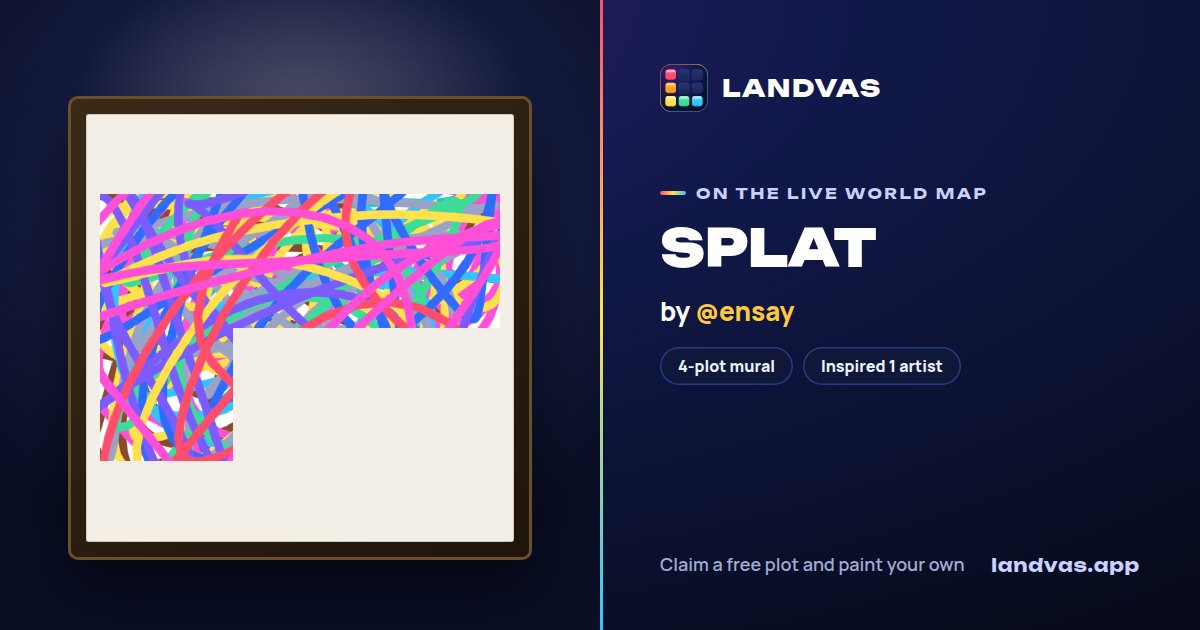 LANDVAS
ON THE LIVE WORLD MAP
SPLAT
by @ensay
4-plot mural
Inspired 1 artist
Claim a free plot and paint your own
landvas.app